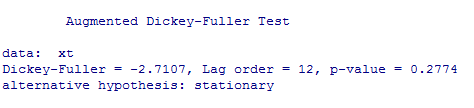 Augmented Dickey-Fuller Test
data:  xt
Dickey-Fuller = -2.7107, Lag order = 12, p-value = 0.2774
alternative hypothesis: stationary